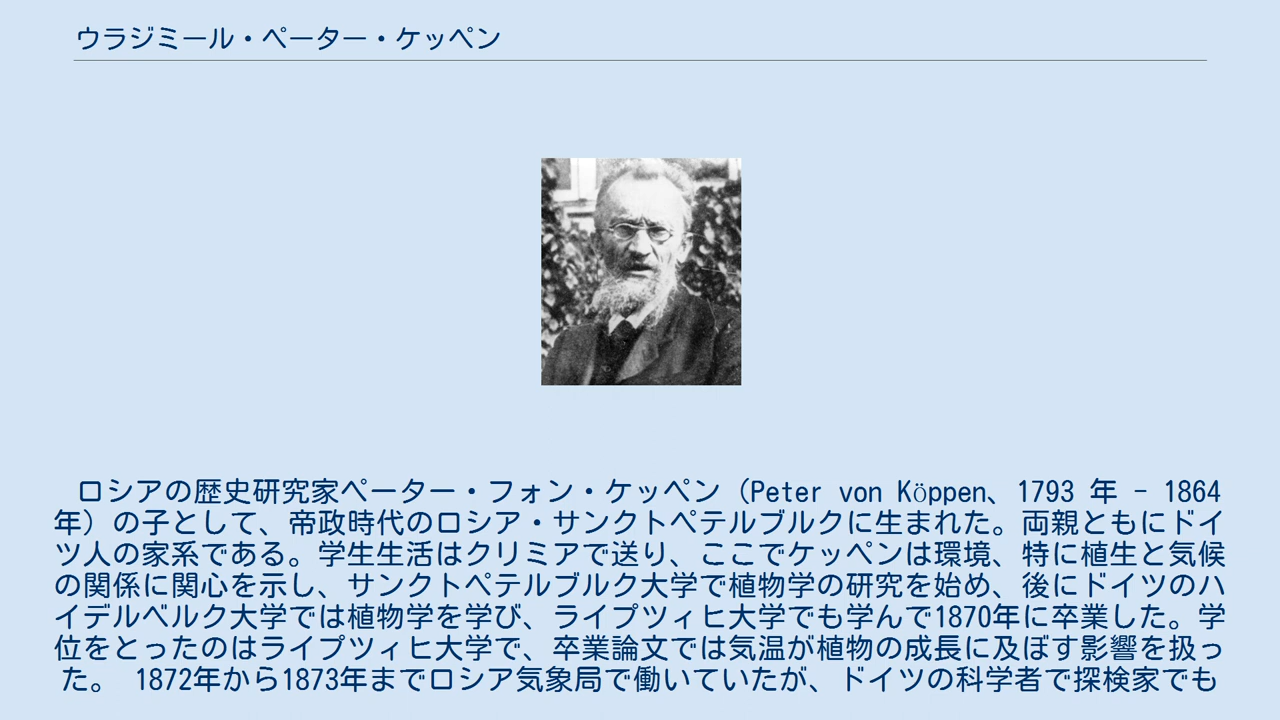 ウラジミール・ペーター・ケッペン
ロシアの歴史研究家ペーター・フォン・ケッペン（Peter von Köppen、1793 年 - 1864
年）の子として、帝政時代のロシア・サンクトペテルブルクに生まれた。両親ともにドイ
ツ人の家系である。学生生活はクリミアで送り、ここでケッペンは環境、特に植生と気候
の関係に関心を示し、サンクトペテルブルク大学で植物学の研究を始め、後にドイツのハ
イデルベルク大学では植物学を学び、ライプツィヒ大学でも学んで1870年に卒業した。学
位をとったのはライプツィヒ大学で、卒業論文では気温が植物の成長に及ぼす影響を扱っ
た。 1872年から1873年までロシア気象局で働いていたが、ドイツの科学者で探検家でも